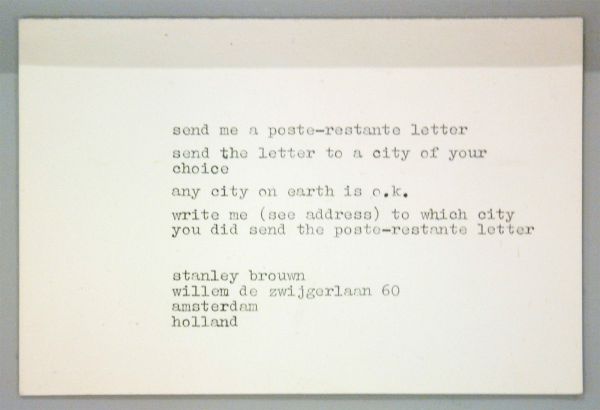 send me a poste-restante letter
send the letter to a city of your
choice
any city on earth is o.k.
write me (see address) to which city
you did send the poste-restante letter
stanley brouwn
willem de zwijgerlaan 60
amsterdam
holland